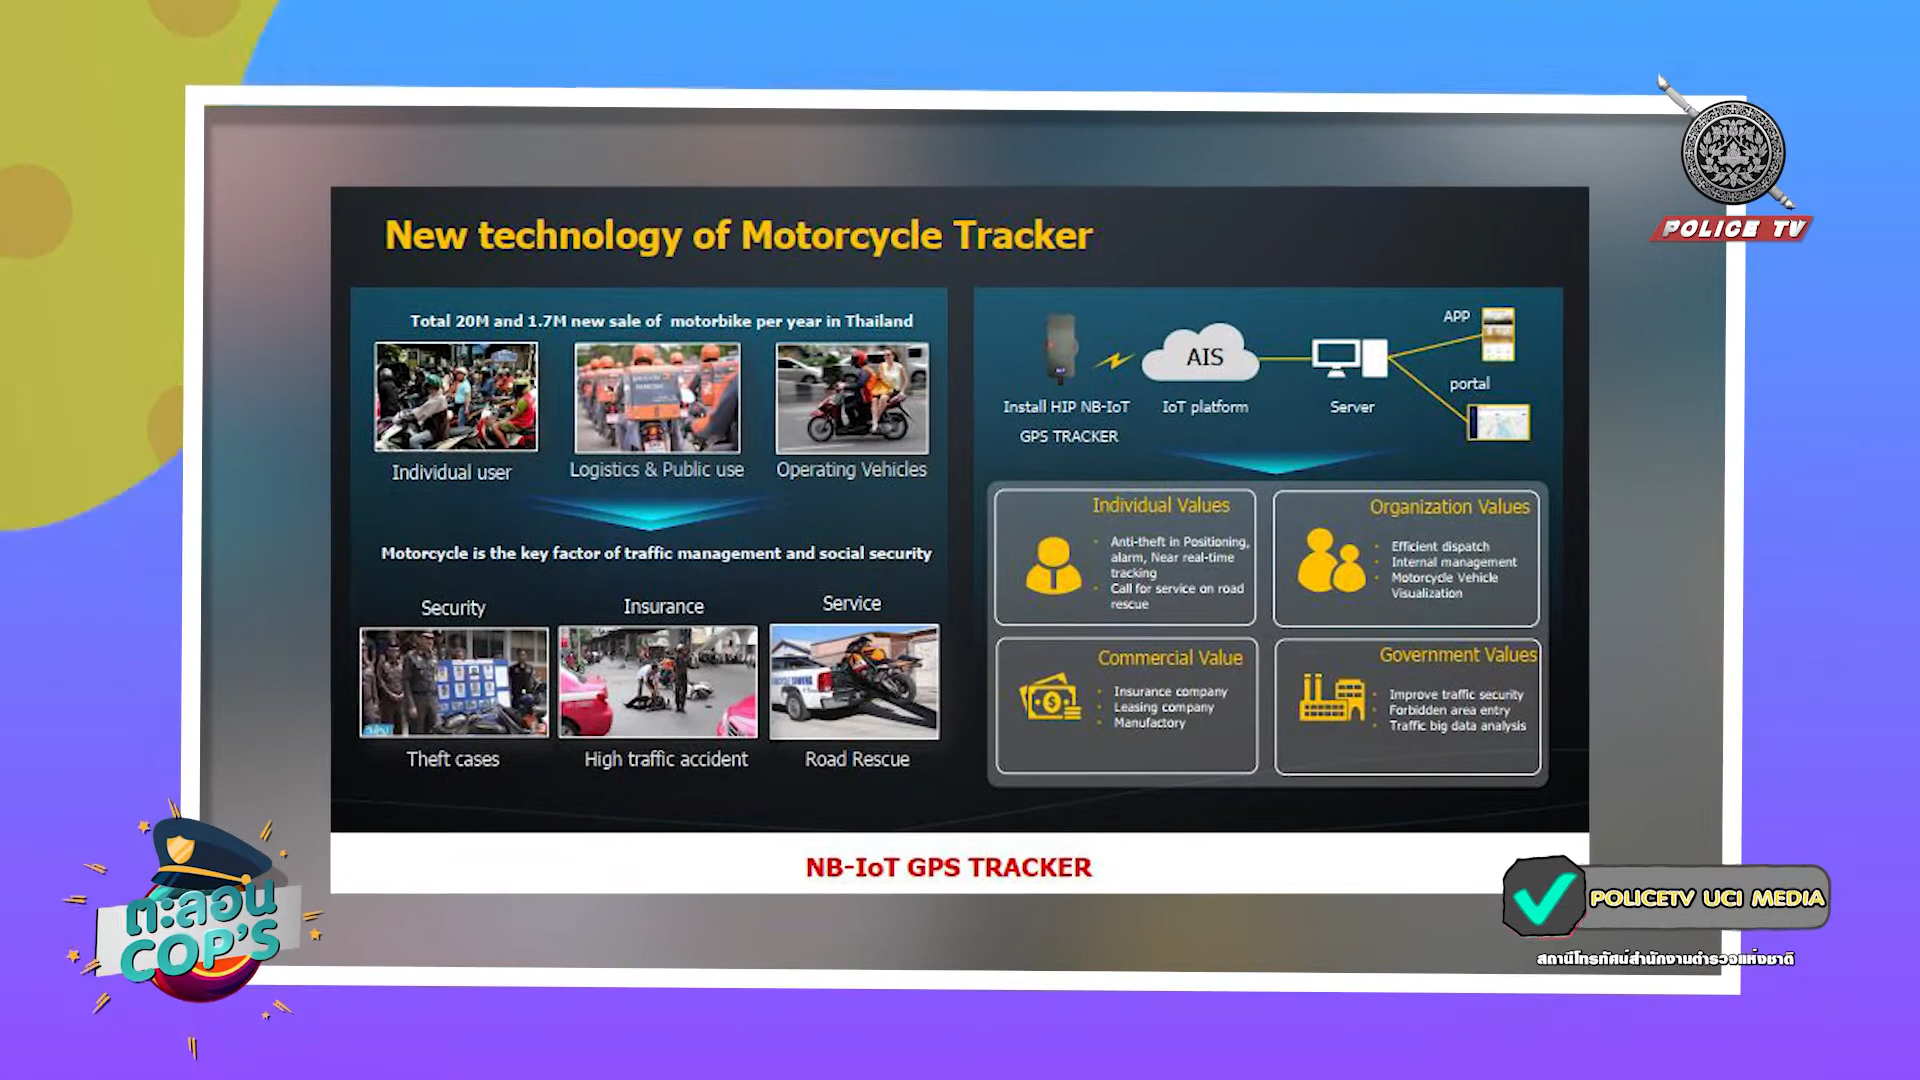 POLICE TV
New technology of Motorcycle Tracker
Total 20M and 1.7M new sale of motorbike per year in Thailand
Individual user
Logistics & Public use
Operating Vehicles
Motorcycle is the key factor of traffic management and social security
Security
Insurance
Service
Theft cases
High traffic accident
Road Rescue
AIS
APP
portal
Install HIP NB-IoT
GPS TRACKER
IoT platform
Server
Individual Values
Anti-theft in Positioning,
alarm, Near real-time
tracking
Call for service on road
rescue
Organization Values
Efficient dispatch
Internal management
Motorcycle Vehicle
Visualization
Commercial Value
Insurance company
Leasing company
Manufactory
Government Values
Improve traffic security
Forbidden area entry
Traffic big data analysis
NB-IoT GPS TRACKER
ตะลอน
COP'S
POLICETV UCI MEDIA
สถานีโทรทัศน์สำนักงานตำรวจแห่งชาติ